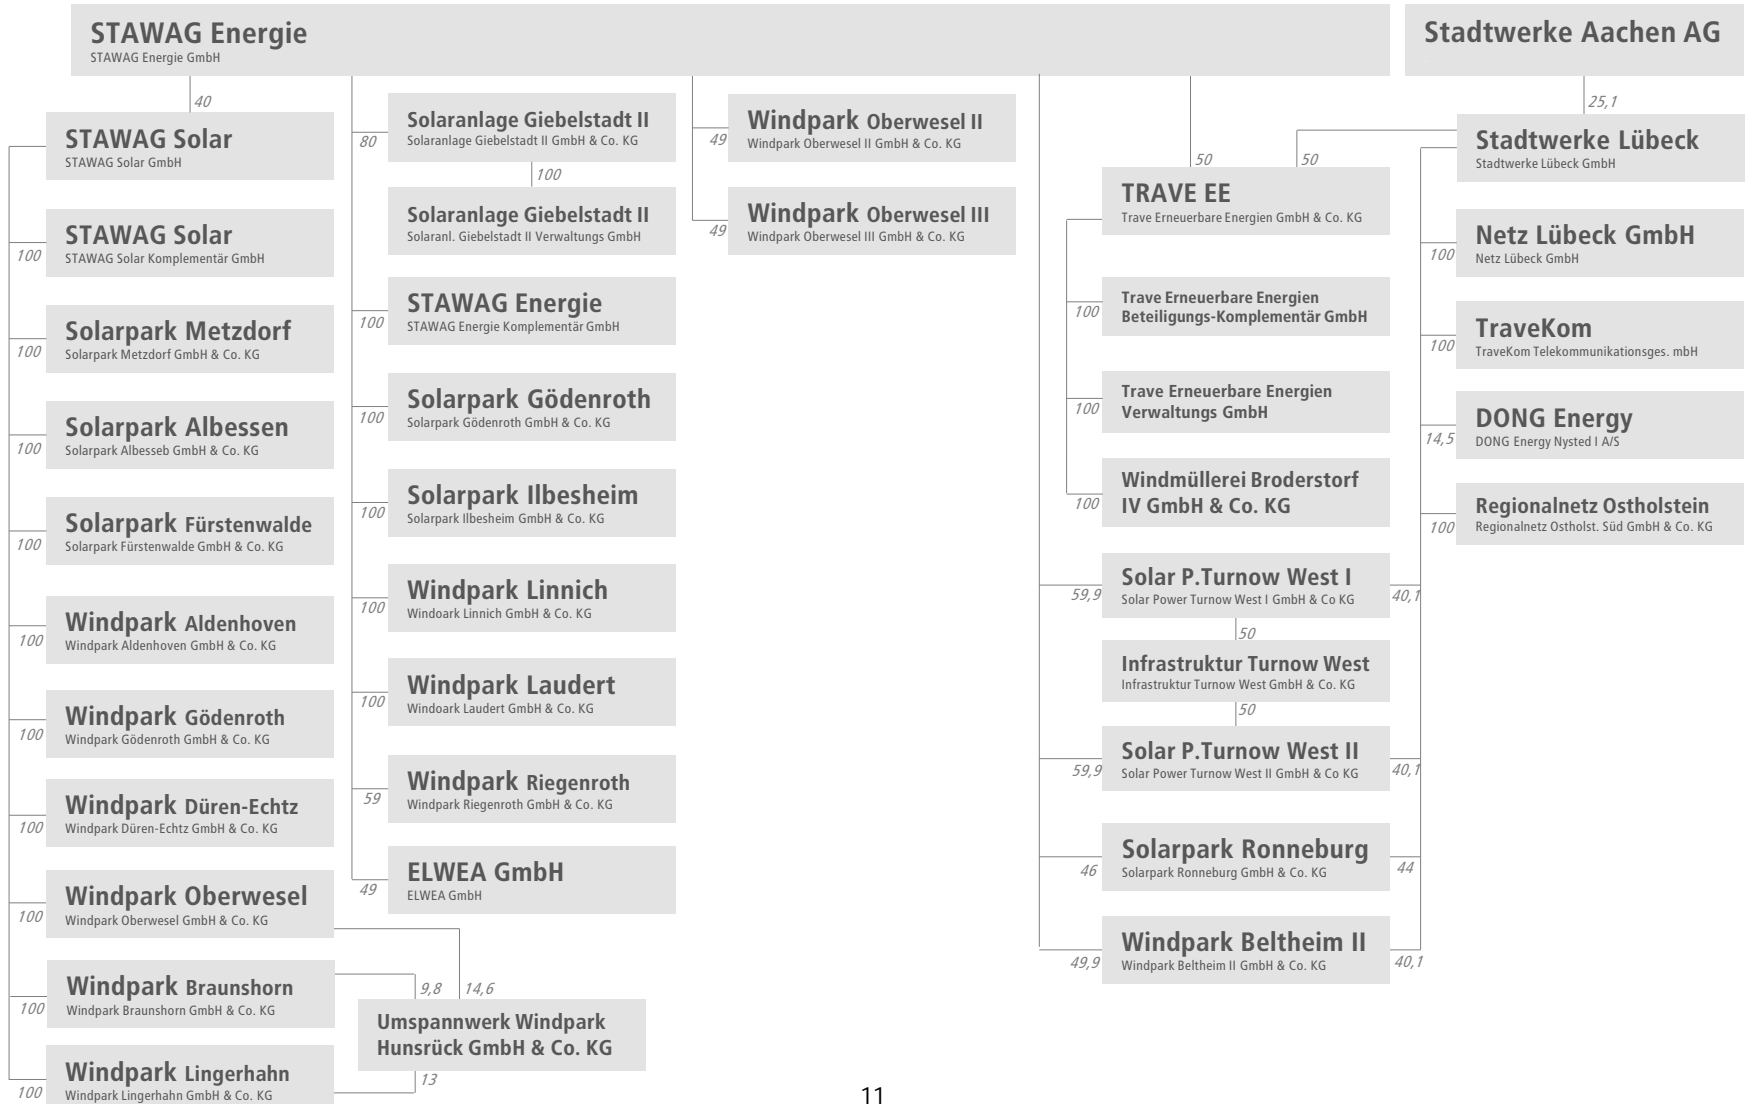 STAWAG Energie
STAWAG Energie GmbH
Stadtwerke Aachen AG
40
STAWAG Solar
STAWAG Solar GmbH
100
STAWAG Solar
STAWAG Solar Komplementär GmbH
100
Solarpark Metzdorf
Solarpark Metzdorf GmbH & Co. KG
100
Solarpark Albessen
Solarpark Albesseb GmbH & Co. KG
100
Solarpark Fürstenwalde
Solarpark Fürstenwalde GmbH & Co. KG
100
Windpark Aldenhoven
Windpark Aldenhoven GmbH & Co. KG
100
Windpark Gödenroth
Windpark Gödenroth GmbH & Co. KG
100
Windpark Düren-Echtz
Windpark Düren-Echtz GmbH & Co. KG
100
Windpark Oberwesel
Windpark Oberwesel GmbH & Co. KG
100
Windpark Braunshorn
Windpark Braunshorn GmbH & Co. KG
100
Windpark Lingerhahn
Windpark Lingerhahn GmbH & Co. KG
80
Solaranlage Giebelstadt II
Solaranlage Giebelstadt II GmbH & Co. KG
100
Solaranlage Giebelstadt II
Solaranl. Giebelstadt II Verwaltungs GmbH
100
STAWAG Energie
STAWAG Energie Komplementär GmbH
100
Solarpark Gödenroth
Solarpark Gödenroth GmbH & Co. KG
100
Solarpark Ilbesheim
Solarpark Ilbesheim GmbH & Co. KG
100
Windpark Linnich
Windoark Linnich GmbH & Co. KG
100
Windpark Laudert
Windoark Laudert GmbH & Co. KG
59
Windpark Riegenroth
Windpark Riegenroth GmbH & Co. KG
49
ELWEA GmbH
ELWEA GmbH
9,8
14,6
Umspannwerk Windpark
Hunsrück GmbH & Co. KG
13
49
Windpark Oberwesel II
Windpark Oberwesel II GmbH & Co. KG
49
Windpark Oberwesel III
Windpark Oberwesel III GmbH & Co. KG
50
50
TRAVE EE
Trave Erneuerbare Energien GmbH & Co. KG
100
Trave Erneuerbare Energien
Beteiligungs-Komplementär GmbH
100
Trave Erneuerbare Energien
Verwaltungs GmbH
100
Windmüllerei Broderstorf
IV GmbH & Co. KG
59,9
Solar P.Turnow West I
Solar Power Turnow West I GmbH & Co KG
40,1
50
Infrastruktur Turnow West
Infrastruktur Turnow West GmbH & Co. KG
50
59,9
Solar P.Turnow West II
Solar Power Turnow West II GmbH & Co KG
40,1
46
Solarpark Ronneburg
Solarpark Ronneburg GmbH & Co. KG
44
49,9
Windpark Beltheim II
Windpark Beltheim II GmbH & Co. KG
40,1
25,1
Stadtwerke Lübeck
Stadtwerke Lübeck GmbH
100
Netz Lübeck GmbH
Netz Lübeck GmbH
100
TraveKom
TraveKom Telekommunikationsges. mbH
14,5
DONG Energy
DONG Energy Nysted I A/S
100
Regionalnetz Ostholstein
Regionalnetz Ostholst. Süd GmbH & Co. KG
11